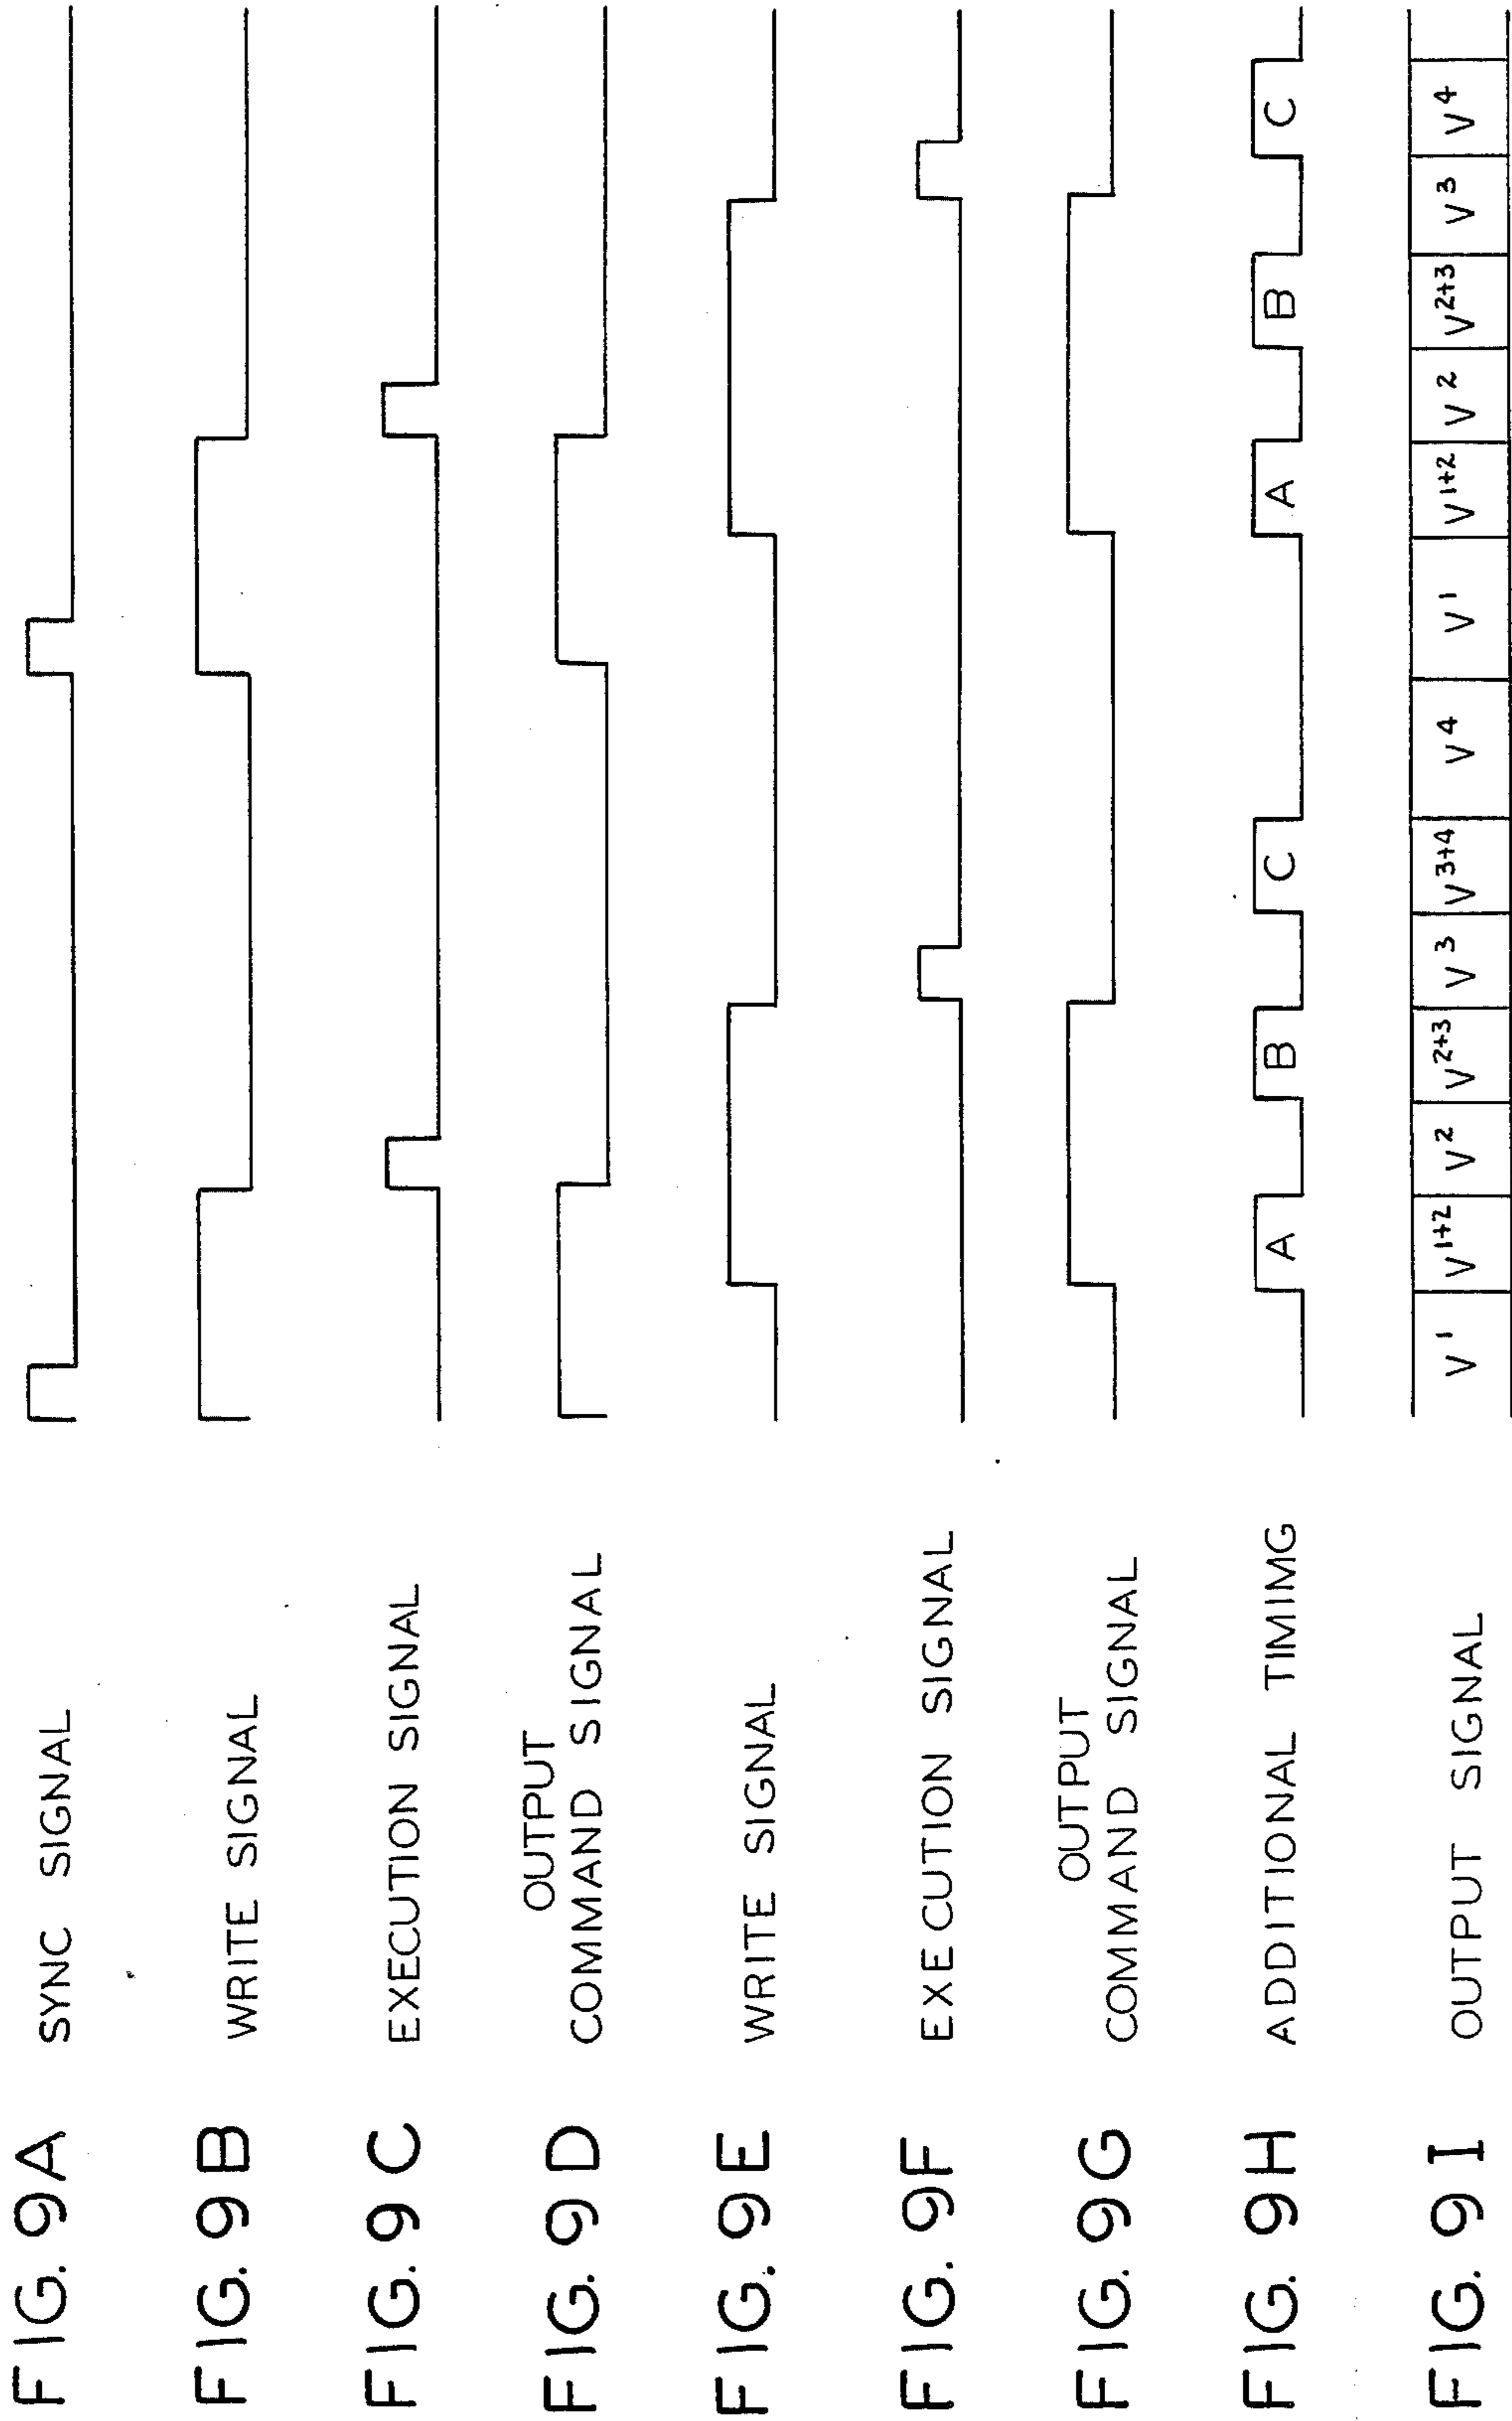 FIG. 9A SYNC SIGNAL
FIG. 9B WRITE SIGNAL
FIG. 9C EXECUTION SIGNAL
FIG. 9D OUTPUT
COMMAND SIGNAL
FIG. 9E WRITE SIGNAL
FIG. 9F EXECUTION SIGNAL
FIG. 9G OUTPUT
COMMAND SIGNAL
FIG. 9H ADDITIONAL TIMIMG A B C A B C
FIG. 9I OUTPUT SIGNAL V1 V1+2 V2 V2+3 V3 V3+4 V4 V1 V1+2 V2 V2+3 V3 V4